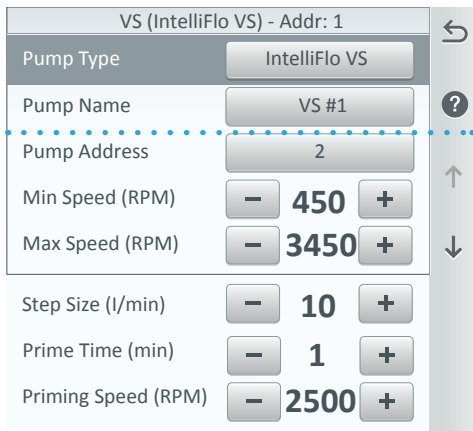 VS (IntelliFlo VS) - Addr: 1
Pump Type IntelliFlo VS
Pump Name VS #1
?
Pump Address 2
Min Speed (RPM) − 450 +
Max Speed (RPM) − 3450 +
Step Size (I/min) − 10 +
Prime Time (min) − 1 +
Priming Speed (RPM) − 2500 +